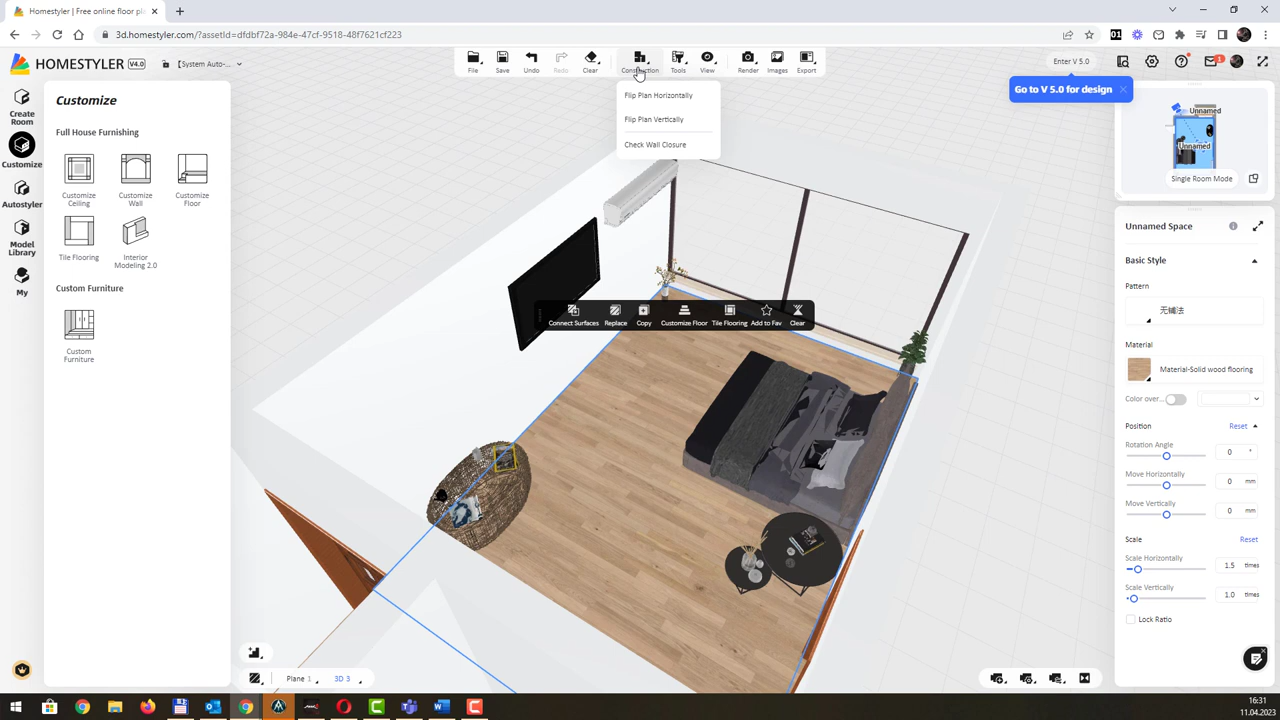 Homestyler | Free online floor pla
3d.homestyler.com/?assetId=dfdbf72a-984e-47cf-9518-48f7621cf223
HOMESTYLER V4.0
[System Auto-...
File
Save
Undo
Redo
Clear
Construction
Tools
View
Render
Images
Export
Enter V 5.0
1
Go to V 5.0 for design
Flip Plan Horizontally
Flip Plan Vertically
Check Wall Closure
Create Room
Customize
Autostyler
Model Library
My
Customize
Full House Furnishing
Customize Ceiling
Customize Wall
Customize Floor
Tile Flooring
Interior Modeling 2.0
Custom Furniture
Custom Furniture
Connect Surfaces
Replace
Copy
Customize Floor
Tile Flooring
Add to Fav
Clear
Unnamed
Unnamed
Single Room Mode
Unnamed Space
Basic Style
Pattern
无铺法
Material
Material-Solid wood flooring
Color over...
Position
Reset
Rotation Angle
0 °
Move Horizontally
0 mm
Move Vertically
0 mm
Scale
Reset
Scale Horizontally
1.5 times
Scale Vertically
1.0 times
Lock Ratio
Plane 1
3D 3
16:31
11.04.2023